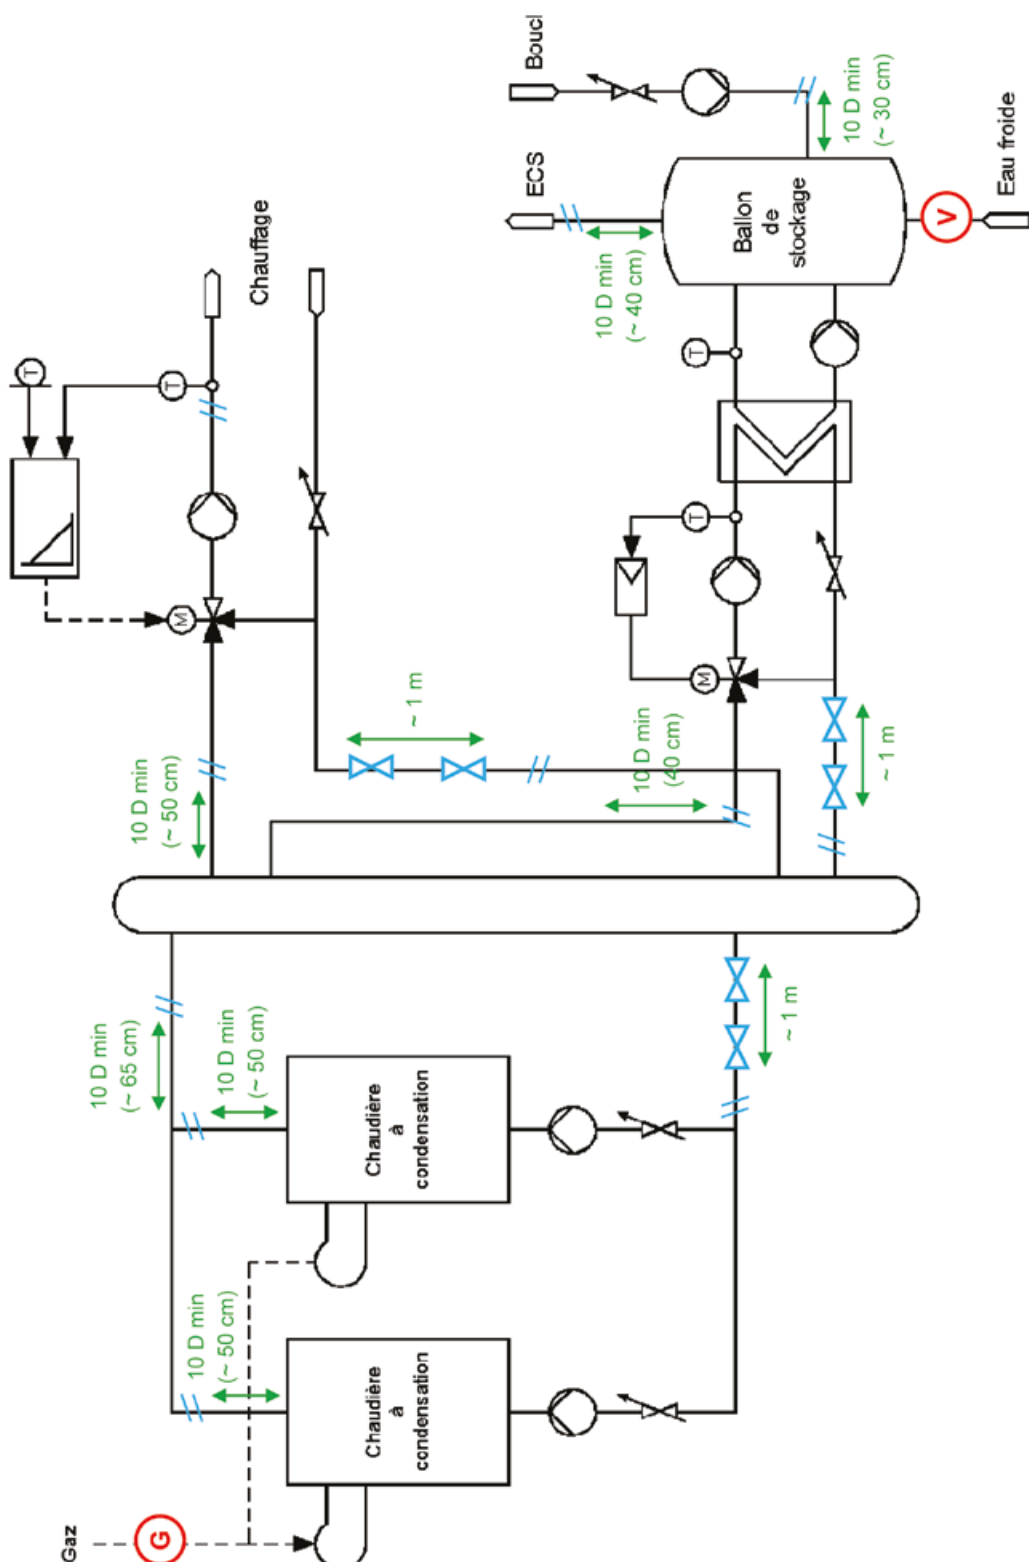 Gaz
G
10 D min
(~ 65 cm)
10 D min
(~ 50 cm)
10 D min
(~ 50 cm)
10 D min
(~ 50 cm)
Chaudière
à
condensation
Chaudière
à
condensation
~ 1 m
T
T
M
Chauffage
~ 1 m
10 D min
(40 cm)
~ 1 m
M
T
T
10 D min
(~ 40 cm)
ECS
Boucl
Ballon
de
stockage
10 D min
(~ 30 cm)
V
Eau froide